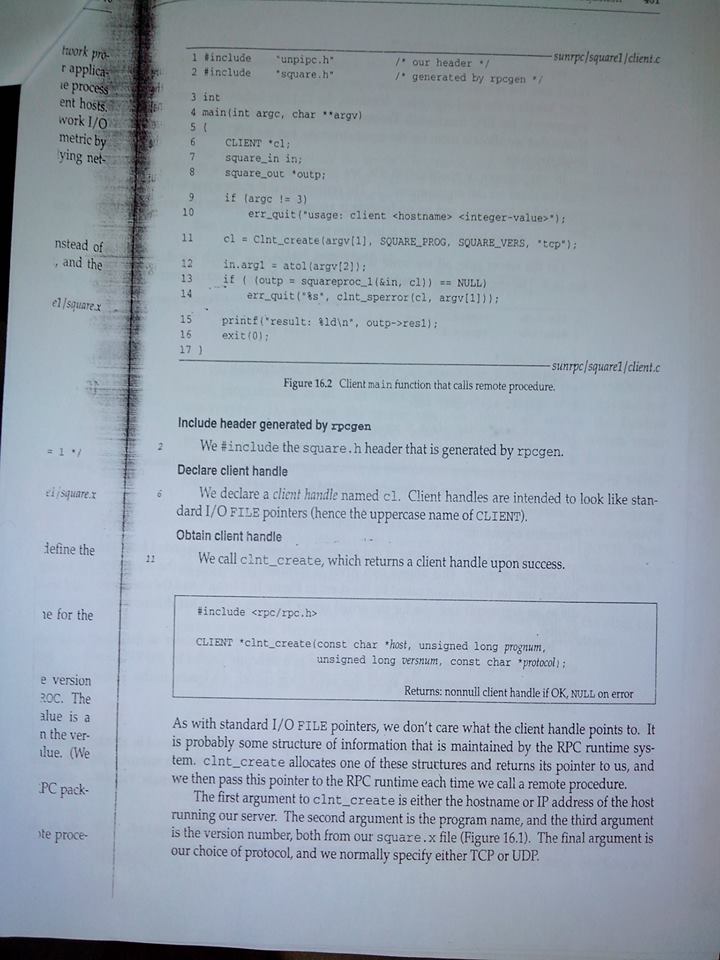 twork pro-
r applica-
ie process
ent hosts.
work I/O
metric by
ying net-
nstead of
, and the
e1/square.x
= 1 */
e1/square.x
define the
ne for the
e version
ROC. The
alue is a
n the ver-
alue. (We
PC pack-
ote proce-
sunrpc/square1/client.c
1 #include "unpipc.h" /* our header */
2 #include "square.h" /* generated by rpcgen */
3 int
4 main(int argc, char **argv)
5 {
6 CLIENT *cl;
7 square_in in;
8 square_out *outp;
9 if (argc != 3)
10 err_quit("usage: client <hostname> <integer-value>");
11 cl = Clnt_create(argv[1], SQUARE_PROG, SQUARE_VERS, "tcp");
12 in.arg1 = atol(argv[2]);
13 if ( (outp = squareproc_1(&in, cl)) == NULL)
14 err_quit("%s", clnt_sperror(cl, argv[1]));
15 printf("result: %ld\n", outp->res1);
16 exit(0);
17 }
sunrpc/square1/client.c
Figure 16.2 Client main function that calls remote procedure.
Include header generated by rpcgen
2 We #include the square.h header that is generated by rpcgen.
Declare client handle
6 We declare a client handle named cl. Client handles are intended to look like stan-
dard I/O FILE pointers (hence the uppercase name of CLIENT).
Obtain client handle
11 We call clnt_create, which returns a client handle upon success.
#include <rpc/rpc.h>
CLIENT *clnt_create(const char *host, unsigned long prognum,
unsigned long versnum, const char *protocol);
Returns: nonnull client handle if OK, NULL on error
As with standard I/O FILE pointers, we don't care what the client handle points to. It
is probably some structure of information that is maintained by the RPC runtime sys-
tem. clnt_create allocates one of these structures and returns its pointer to us, and
we then pass this pointer to the RPC runtime each time we call a remote procedure.
The first argument to clnt_create is either the hostname or IP address of the host
running our server. The second argument is the program name, and the third argument
is the version number, both from our square.x file (Figure 16.1). The final argument is
our choice of protocol, and we normally specify either TCP or UDP.